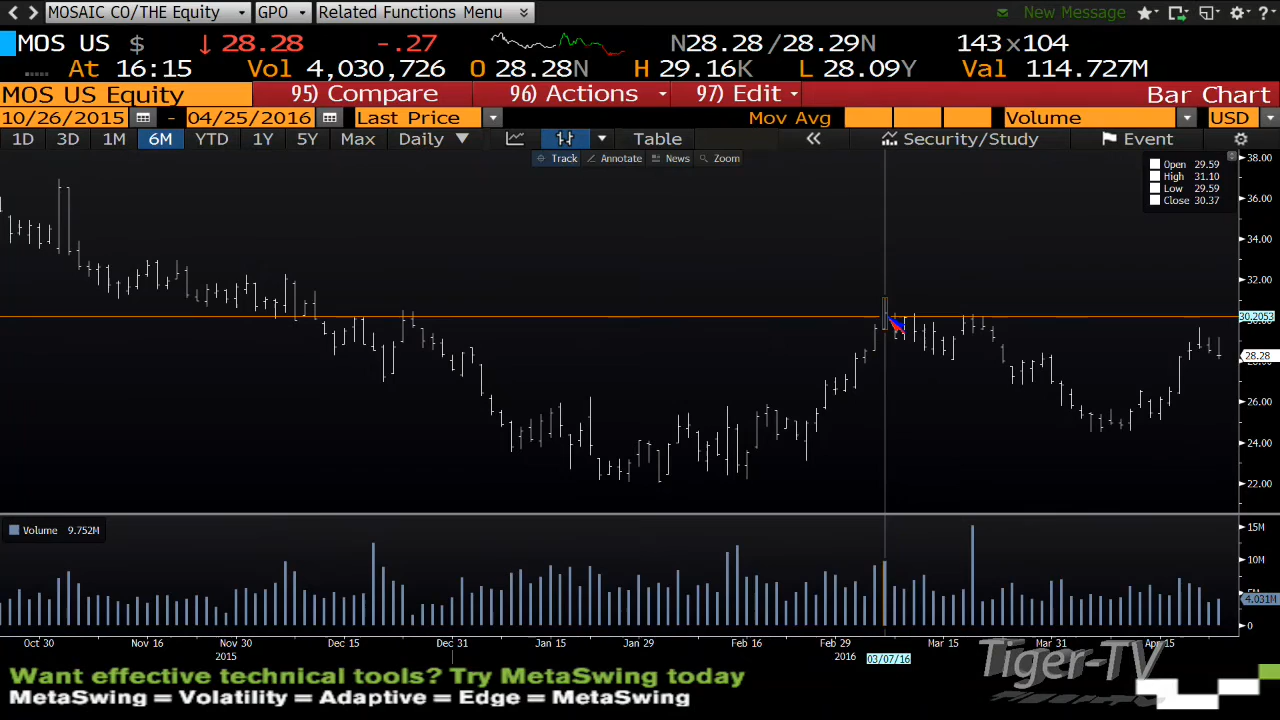 MOSAIC CO/THE Equity GPO Related Functions Menu New Message
MOS US $ 28.28 -.27 N28.28 /28.29N 143x104
At 16:15 Vol 4,030,726 O 28.28N H 29.16K L 28.09Y Val 114.727M
MOS US Equity 95) Compare 96) Actions 97) Edit Bar Chart
10/26/2015 - 04/25/2016 Last Price Mov Avg Volume USD
1D 3D 1M 6M YTD 1Y 5Y Max Daily Table Security/Study Event
Track Annotate News Zoom
Open 29.59
High 31.10
Low 29.59
Close 30.37
38.00
36.00
34.00
32.00
30.2053
28.28
26.00
24.00
22.00
Volume 9.752M
15M
10M
4.031M
0
Oct 30 Nov 16 Nov 30 Dec 15 Dec 31 Jan 15 Jan 29 Feb 16 Feb 29 Mar 15 Mar 31 Apr 15
2015 2016 03/07/16
Tiger-TV
Want effective technical tools? Try MetaSwing today
MetaSwing = Volatility = Adaptive = Edge = MetaSwing